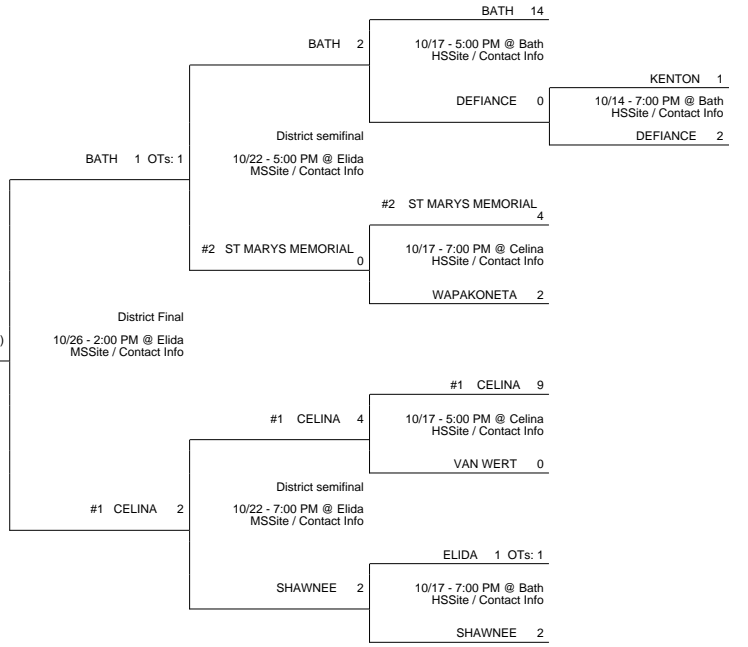 BATH 14
BATH 2
10/17 - 5:00 PM @ Bath
HSSite / Contact Info
KENTON 1
DEFIANCE 0
10/14 - 7:00 PM @ Bath
HSSite / Contact Info
District semifinal
DEFIANCE 2
BATH 1 OTs: 1
10/22 - 5:00 PM @ Elida
MSSite / Contact Info
#2 ST MARYS MEMORIAL
4
#2 ST MARYS MEMORIAL
0
10/17 - 7:00 PM @ Celina
HSSite / Contact Info
WAPAKONETA 2
District Final
)
10/26 - 2:00 PM @ Elida
MSSite / Contact Info
#1 CELINA 9
#1 CELINA 4
10/17 - 5:00 PM @ Celina
HSSite / Contact Info
VAN WERT 0
District semifinal
#1 CELINA 2
10/22 - 7:00 PM @ Elida
MSSite / Contact Info
ELIDA 1 OTs: 1
SHAWNEE 2
10/17 - 7:00 PM @ Bath
HSSite / Contact Info
SHAWNEE 2